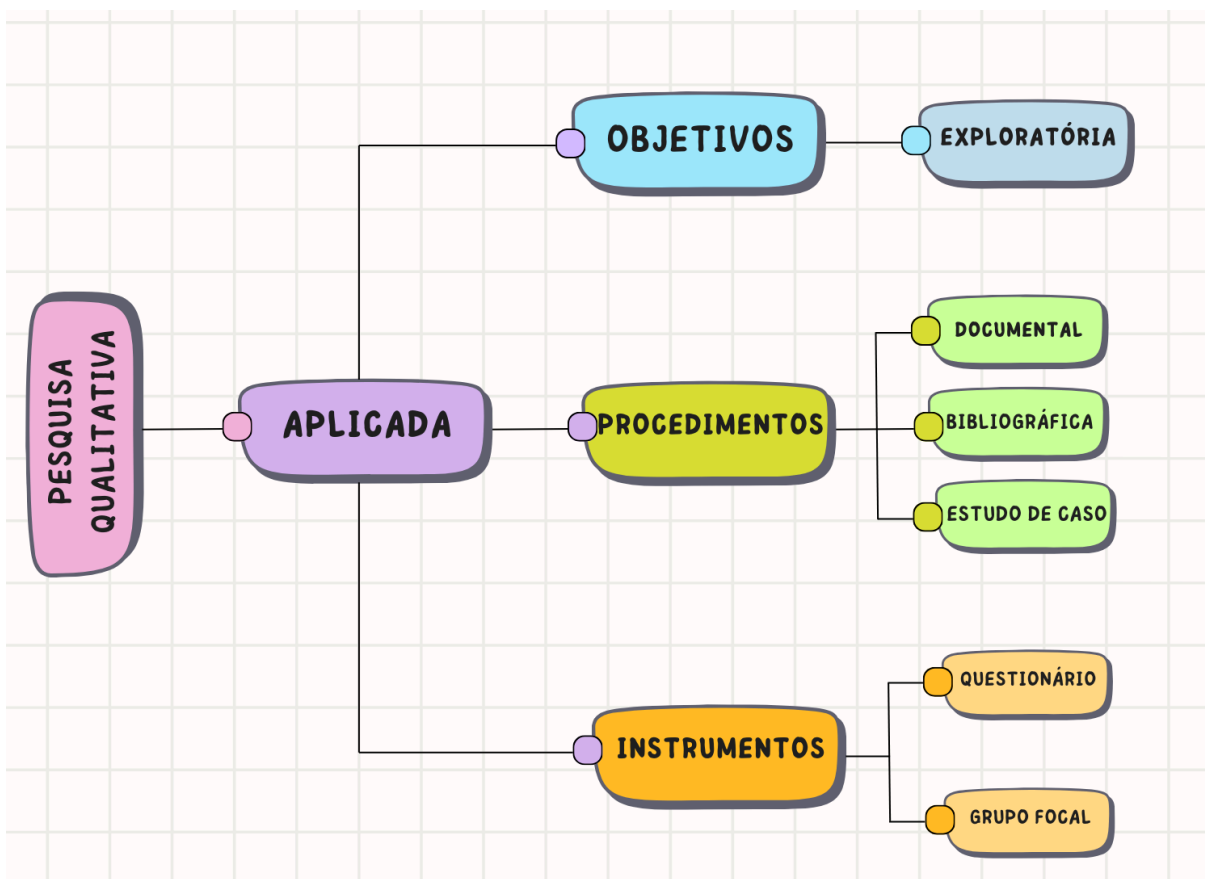 PESQUISA
QUALITATIVA
APLICADA
OBJETIVOS
EXPLORATÓRIA
PROCEDIMENTOS
DOCUMENTAL
BIBLIOGRÁFICA
ESTUDO DE CASO
INSTRUMENTOS
QUESTIONÁRIO
GRUPO FOCAL